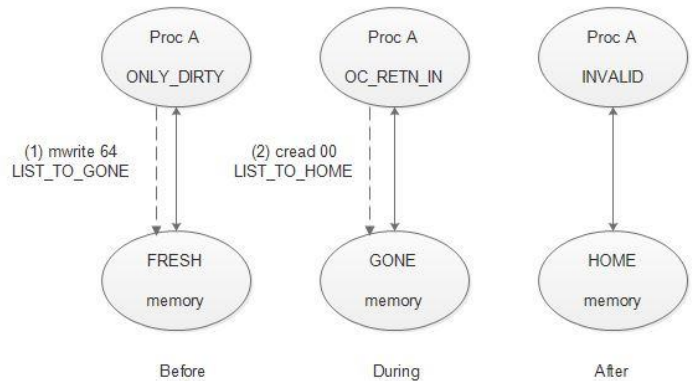 Proc A
ONLY_DIRTY
Proc A
OC_RETN_IN
Proc A
INVALID
(1) mwrite 64
LIST_TO_GONE
(2) cread 00
LIST_TO_HOME
FRESH
memory
GONE
memory
HOME
memory
Before
During
After